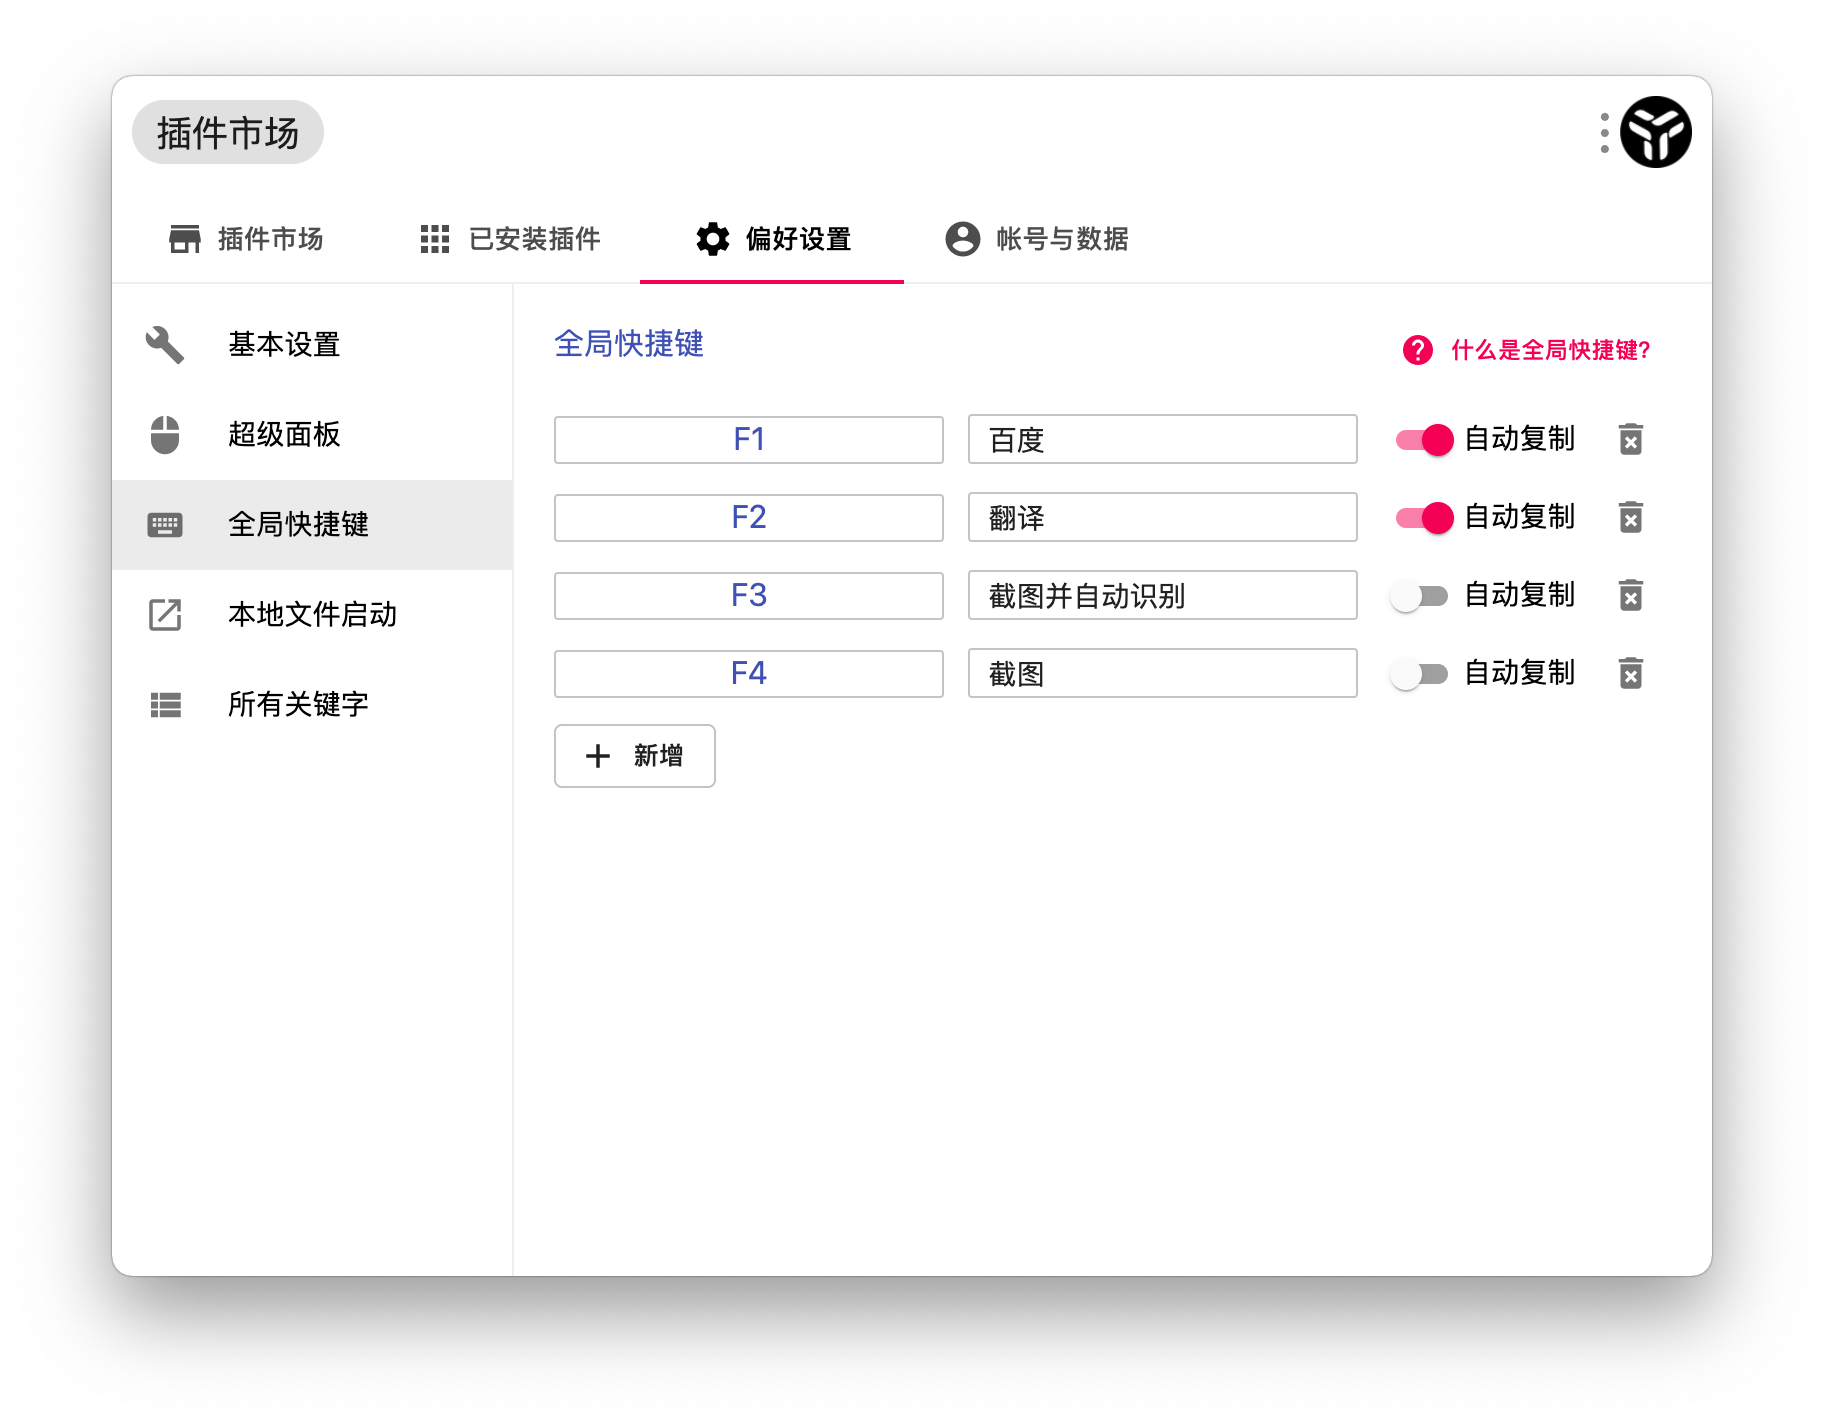 插件市场
插件市场
已安装插件
偏好设置
帐号与数据
基本设置
超级面板
全局快捷键
本地文件启动
所有关键字
全局快捷键
什么是全局快捷键?
F1
百度
自动复制
F2
翻译
自动复制
F3
截图并自动识别
自动复制
F4
截图
自动复制
新增